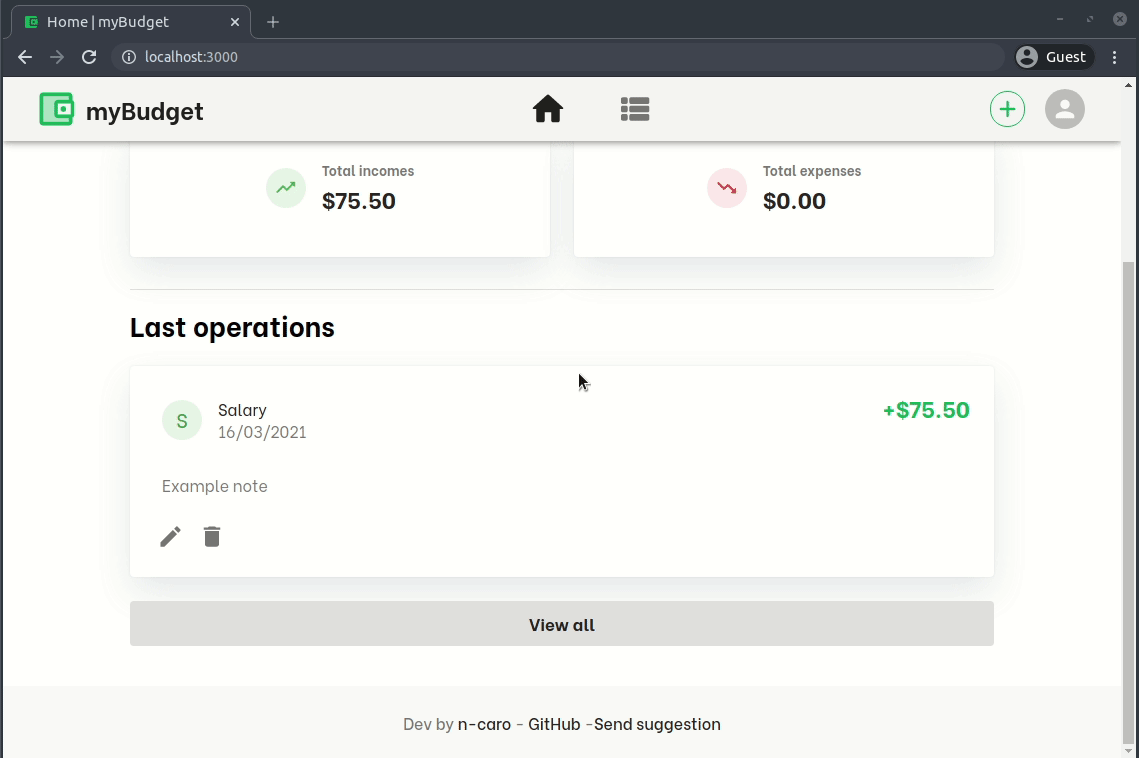 Home | myBudget
localhost:3000
Guest
myBudget
Total incomes
$75.50
Total expenses
$0.00
Last operations
S
Salary
16/03/2021
+$75.50
Example note
View all
Dev by n-caro - GitHub -Send suggestion